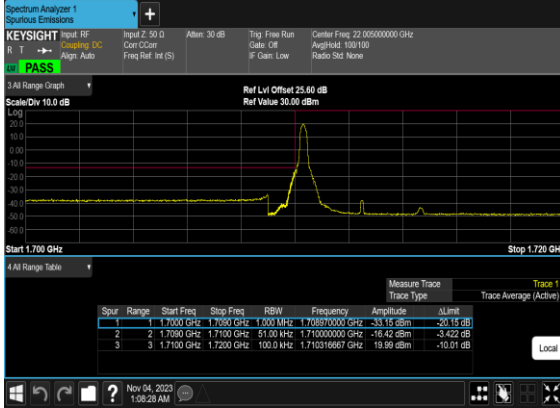 Spectrum Analyzer 1
Spurious Emissions
+
KEYSIGHT Input: RF Input Z: 50 Ω Atten: 30 dB Trig: Free Run Center Freq: 22.005000000 GHz
R T Coupling: DC Corr CCorr Gate: Off Avg|Hold: 100/100
Align: Auto Freq Ref: Int (S) IF Gain: Low Radio Std: None
PASS
3 All Range Graph
Ref Lvl Offset 25.60 dB
Scale/Div 10.0 dB Ref Value 30.00 dBm
Log
20.0
10.0
0.00
-10.0
-20.0
-30.0
-40.0
-50.0
-60.0
Start 1.700 GHz Stop 1.720 GH
4 All Range Table
Measure Trace Trace 1
Trace Type Trace Average (Active)
Spur Range Start Freq Stop Freq RBW Frequency Amplitude ΔLimit
1 1 1.7000 GHz 1.7090 GHz 1.000 MHz 1.708970000 GHz -33.15 dBm -20.15 dB
2 2 1.7090 GHz 1.7100 GHz 51.00 kHz 1.710000000 GHz -16.42 dBm -3.422 dB
3 3 1.7100 GHz 1.7200 GHz 100.0 kHz 1.710316667 GHz 19.99 dBm -10.01 dB
Local
? Nov 04, 2023
1:08:28 AM